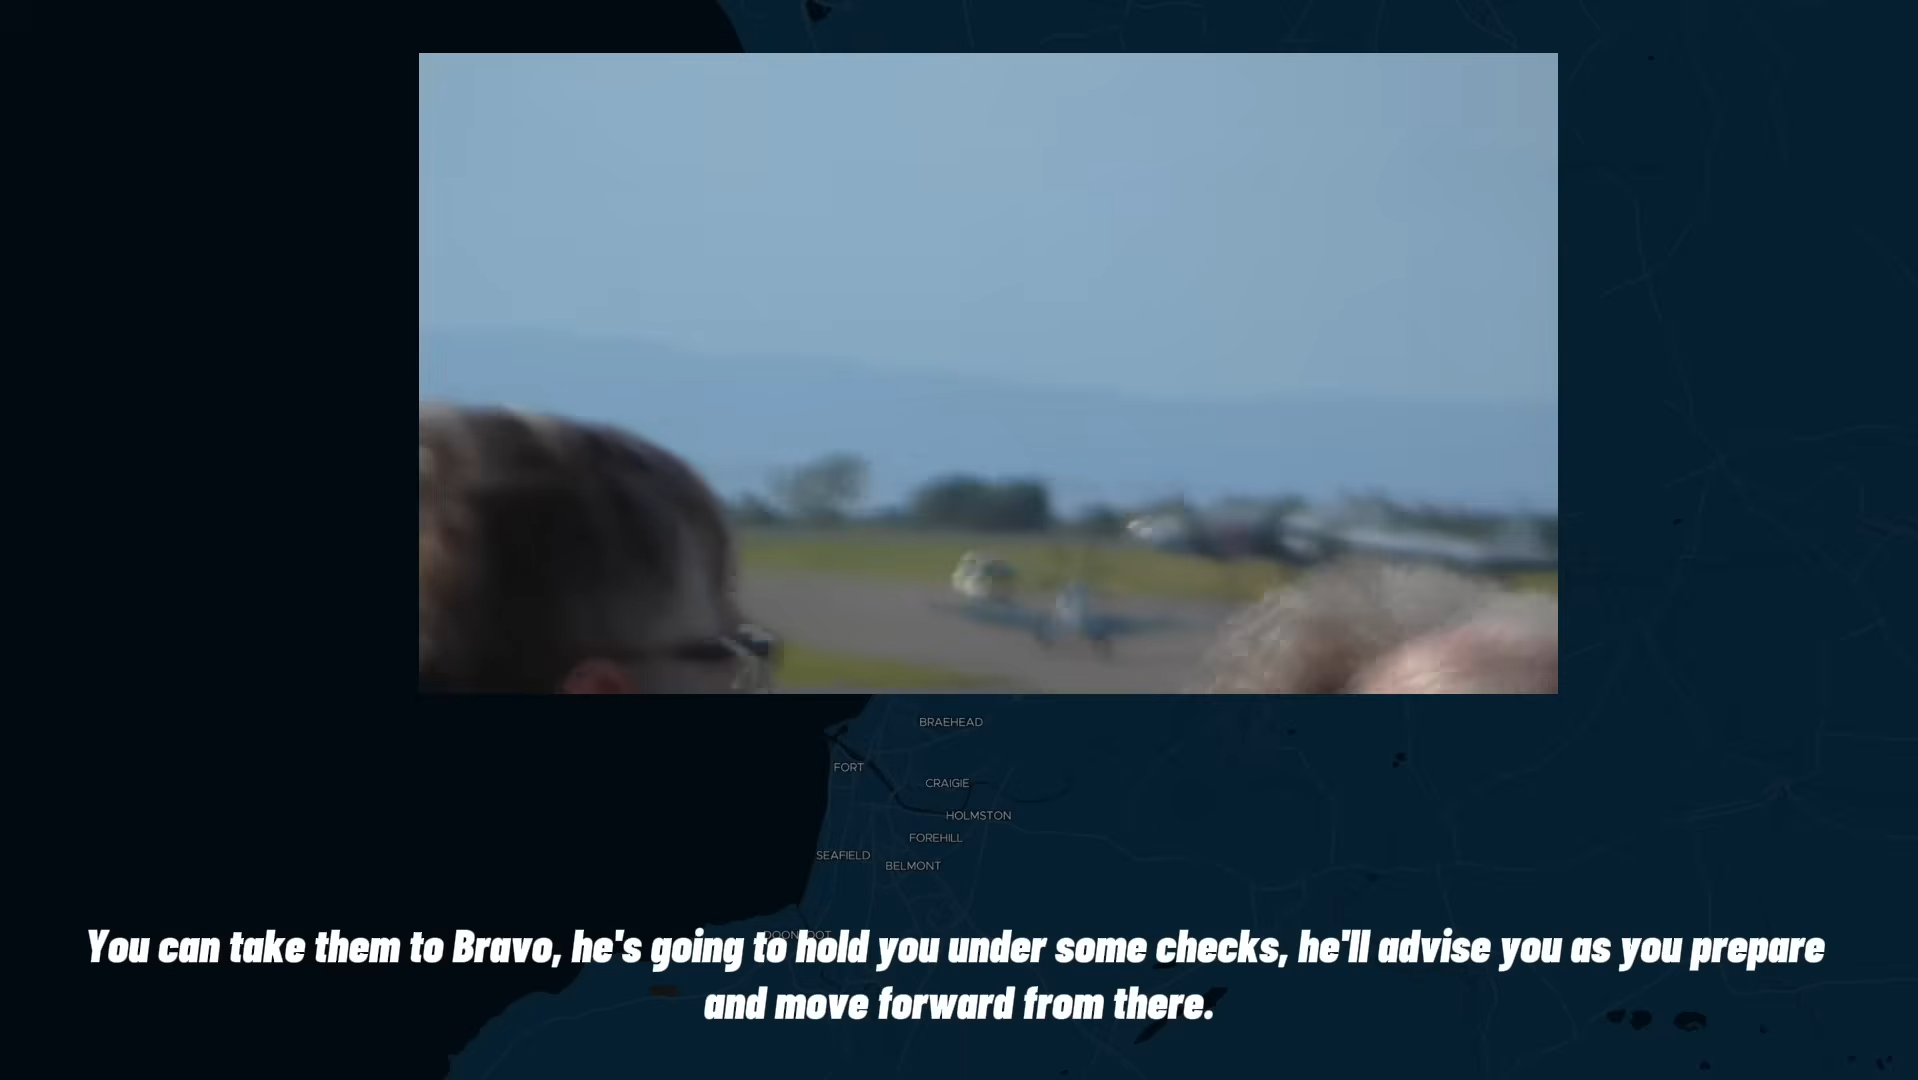 BRAEHEAD
FORT
CRAIGIE
HOLMSTON
FOREHILL
SEAFIELD
BELMONT
DOONFOOT
You can take them to Bravo, he's going to hold you under some checks, he'll advise you as you prepare
and move forward from there.